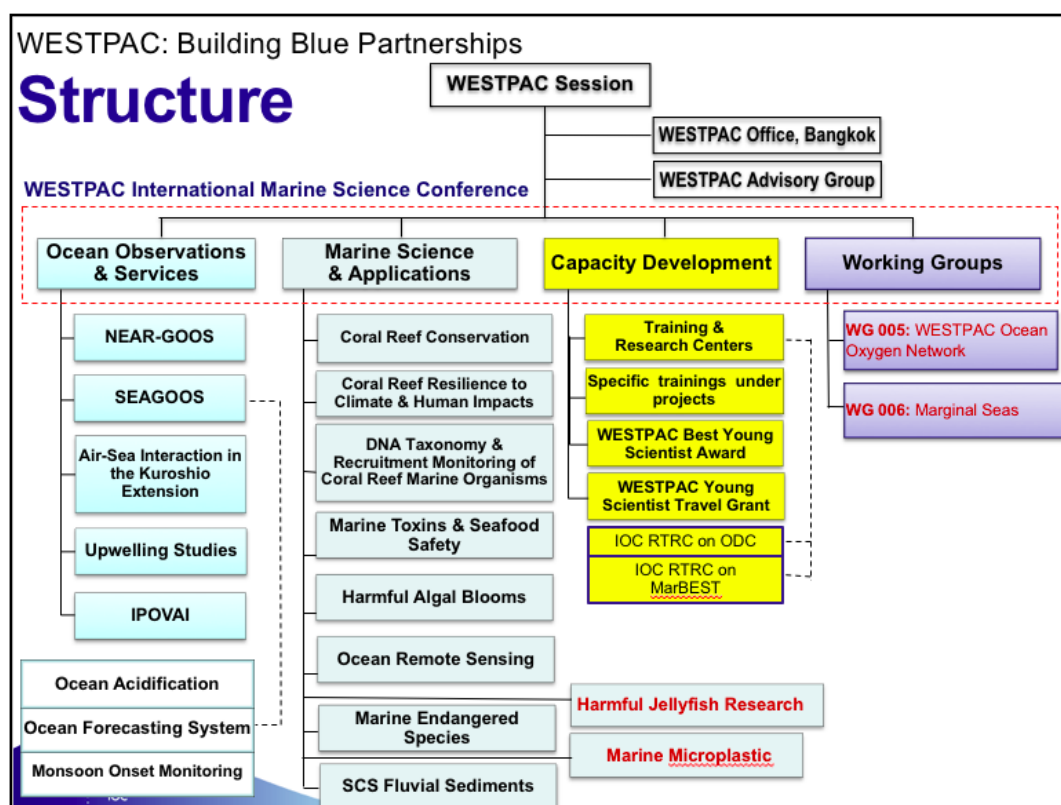 WESTPAC: Building Blue Partnerships
Structure
WESTPAC Session
WESTPAC Office, Bangkok
WESTPAC Advisory Group
WESTPAC International Marine Science Conference
Ocean Observations
& Services
Marine Science
& Applications
Capacity Development
Working Groups
NEAR-GOOS
SEAGOOS
Air-Sea Interaction in
the Kuroshio
Extension
Upwelling Studies
IPOVAI
Ocean Acidification
Ocean Forecasting System
Monsoon Onset Monitoring
IOC
Coral Reef Conservation
Coral Reef Resilience to
Climate & Human Impacts
DNA Taxonomy &
Recruitment Monitoring of
Coral Reef Marine Organisms
Marine Toxins & Seafood
Safety
Harmful Algal Blooms
Ocean Remote Sensing
Harmful Jellyfish Research
Marine Endangered
Species
Marine Microplastic
SCS Fluvial Sediments
Training &
Research Centers
Specific trainings under
projects
WESTPAC Best Young
Scientist Award
WESTPAC Young
Scientist Travel Grant
IOC RTRC on ODC
IOC RTRC on
MarBEST
WG 005: WESTPAC Ocean
Oxygen Network
WG 006: Marginal Seas